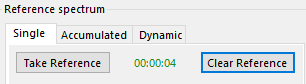 Reference spectrum
Single Accumulated Dynamic
Take Reference 00:00:04 Clear Reference